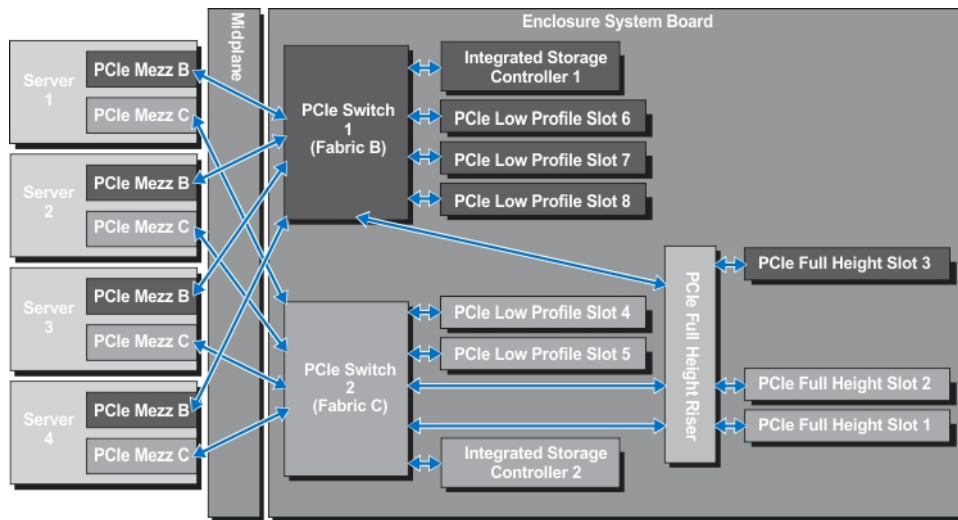 Enclosure System Board
Midplane
Server
1
PCIe Mezz B
PCIe Mezz C
Server
2
PCIe Mezz B
PCIe Mezz C
Server
3
PCIe Mezz B
PCIe Mezz C
Server
4
PCIe Mezz B
PCIe Mezz C
PCIe Switch
1
(Fabric B)
Integrated Storage
Controller 1
PCIe Low Profile Slot 6
PCIe Low Profile Slot 7
PCIe Low Profile Slot 8
PCIe Switch
2
(Fabric C)
PCIe Low Profile Slot 4
PCIe Low Profile Slot 5
Integrated Storage
Controller 2
PCIe Full Height Riser
PCIe Full Height Slot 3
PCIe Full Height Slot 2
PCIe Full Height Slot 1